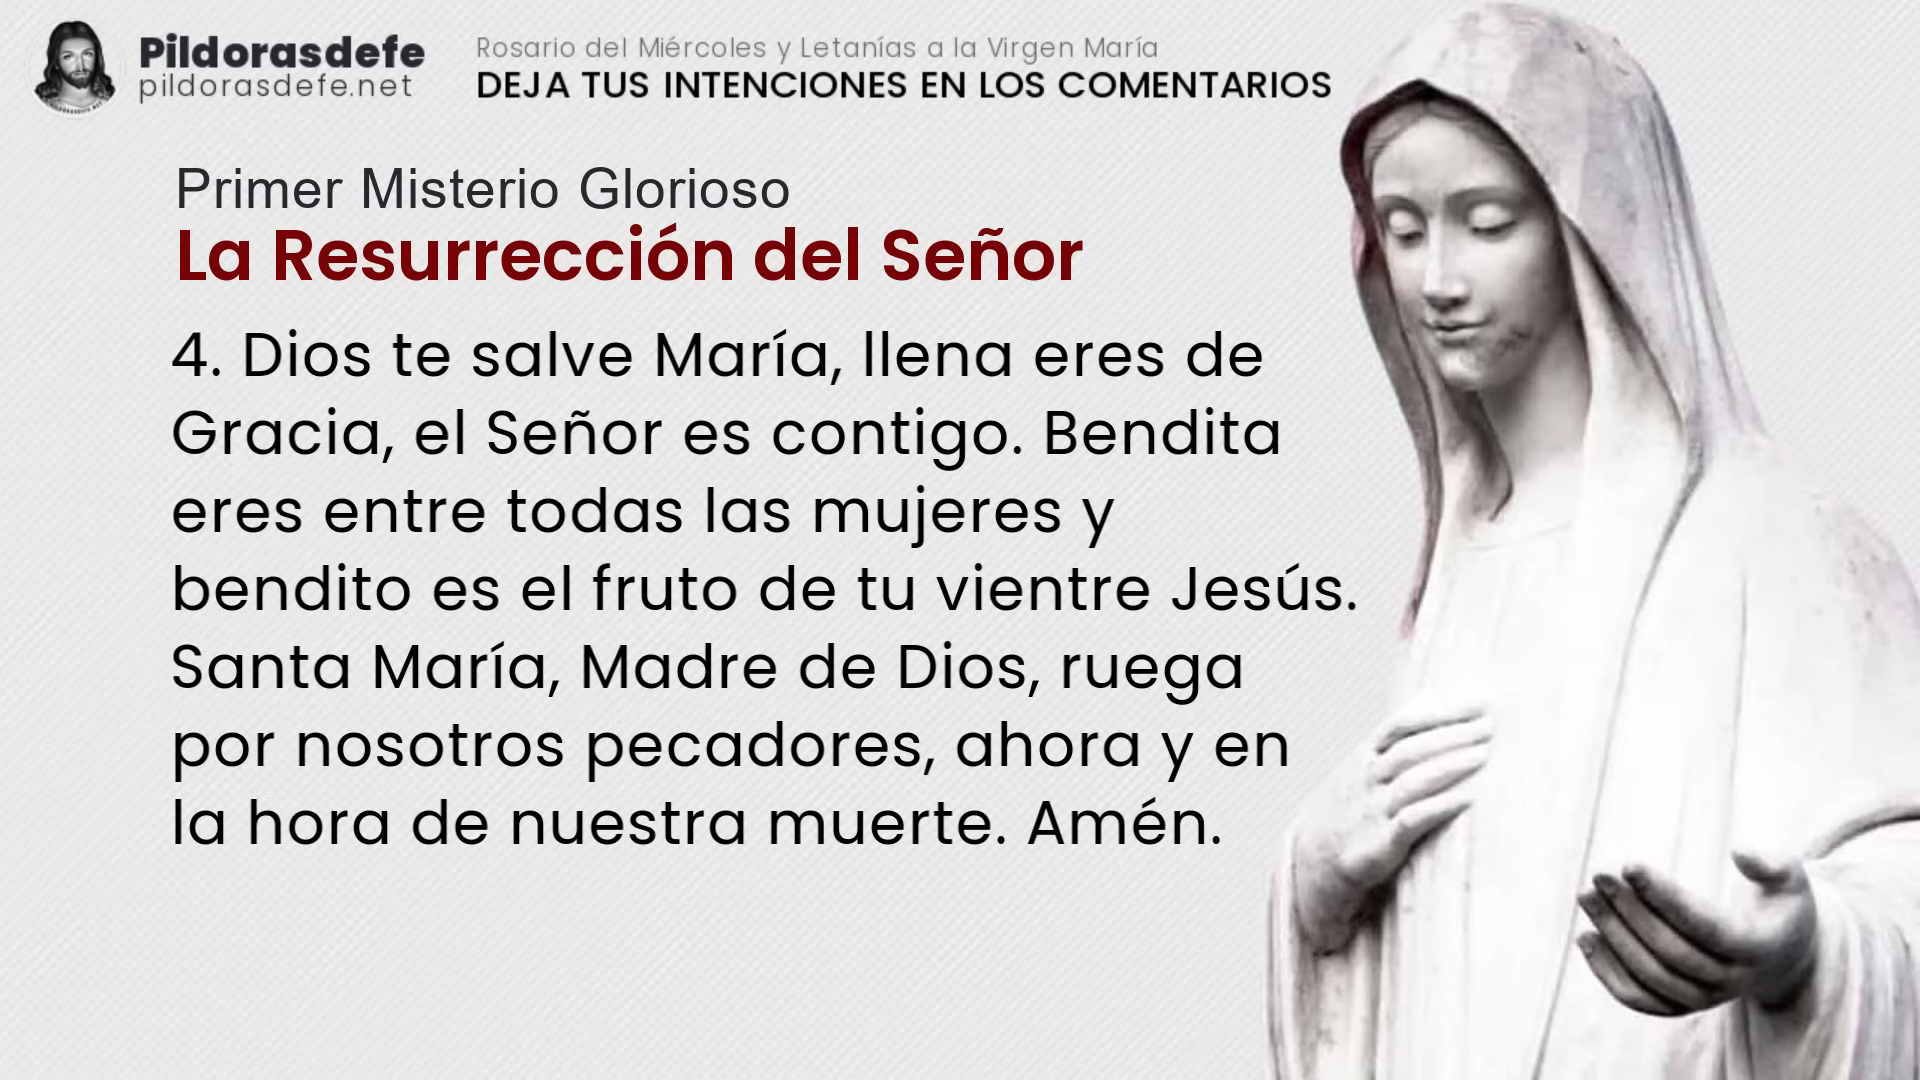 Pildorasdefe
pildorasdefe.net
Rosario del Miércoles y Letanías a la Virgen María
DEJA TUS INTENCIONES EN LOS COMENTARIOS
Primer Misterio Glorioso
La Resurrección del Señor
4. Dios te salve María, llena eres de
Gracia, el Señor es contigo. Bendita
eres entre todas las mujeres y
bendito es el fruto de tu vientre Jesús.
Santa María, Madre de Dios, ruega
por nosotros pecadores, ahora y en
la hora de nuestra muerte. Amén.